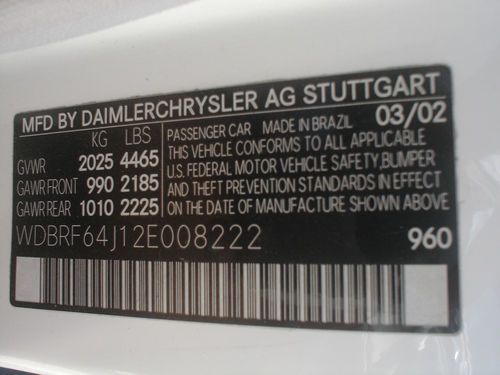 MFD BY DAIMLERCHRYSLER AG STUTTGART
KG LBS
GVWR 2025 4465
GAWR FRONT 990 2185
GAWR REAR 1010 2225
PASSENGER CAR MADE IN BRAZIL 03/02
THIS VEHICLE CONFORMS TO ALL APPLICABLE
U.S. FEDERAL MOTOR VEHICLE SAFETY, BUMPER
AND THEFT PREVENTION STANDARDS IN EFFECT
ON THE DATE OF MANUFACTURE SHOWN ABOVE.
WDBRF64J12E008222
960